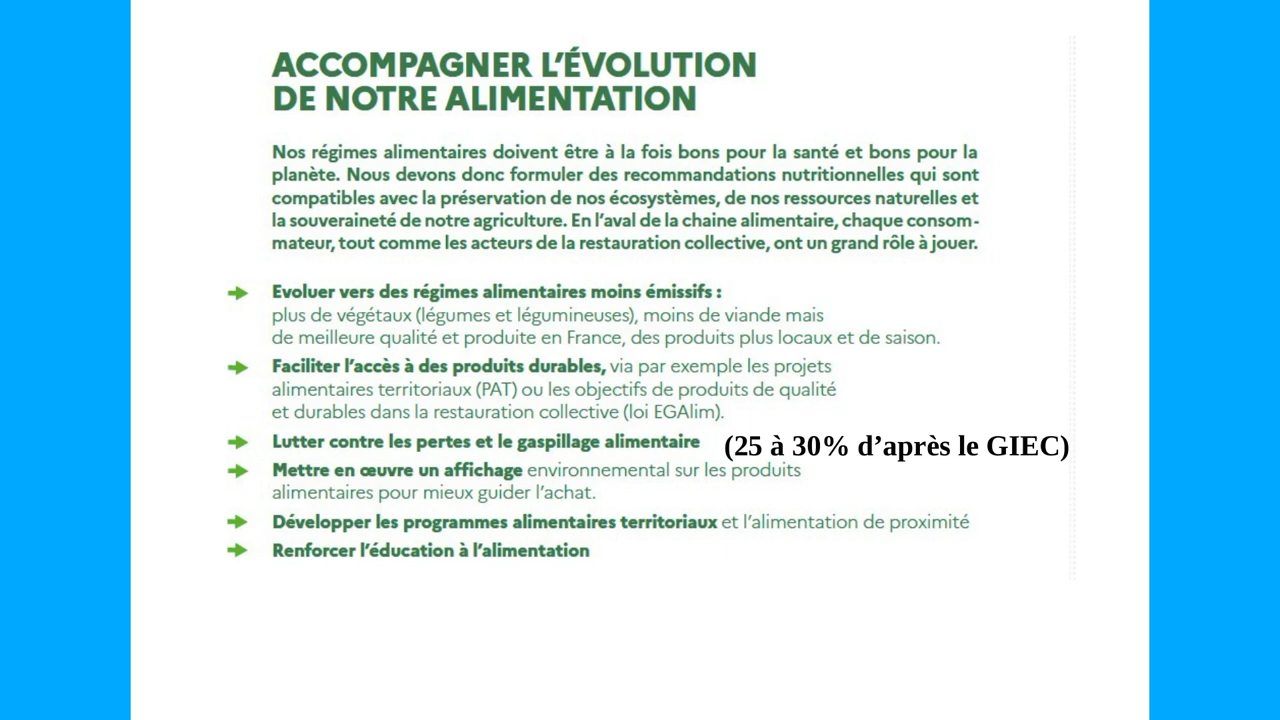 ACCOMPAGNER L'ÉVOLUTION
DE NOTRE ALIMENTATION
Nos régimes alimentaires doivent être à la fois bons pour la santé et bons pour la
planète. Nous devons donc formuler des recommandations nutritionnelles qui sont
compatibles avec la préservation de nos écosystèmes, de nos ressources naturelles et
la souveraineté de notre agriculture. En l'aval de la chaine alimentaire, chaque consom-
mateur, tout comme les acteurs de la restauration collective, ont un grand rôle à jouer.
Evoluer vers des régimes alimentaires moins émissifs :
plus de végétaux (légumes et légumineuses), moins de viande mais
de meilleure qualité et produite en France, des produits plus locaux et de saison.
Faciliter l'accès à des produits durables, via par exemple les projets
alimentaires territoriaux (PAT) ou les objectifs de produits de qualité
et durables dans la restauration collective (loi EGAlim).
Lutter contre les pertes et le gaspillage alimentaire (25 à 30% d'après le GIEC)
Mettre en œuvre un affichage environnemental sur les produits
alimentaires pour mieux guider l'achat.
Développer les programmes alimentaires territoriaux et l'alimentation de proximité
Renforcer l'éducation à l'alimentation